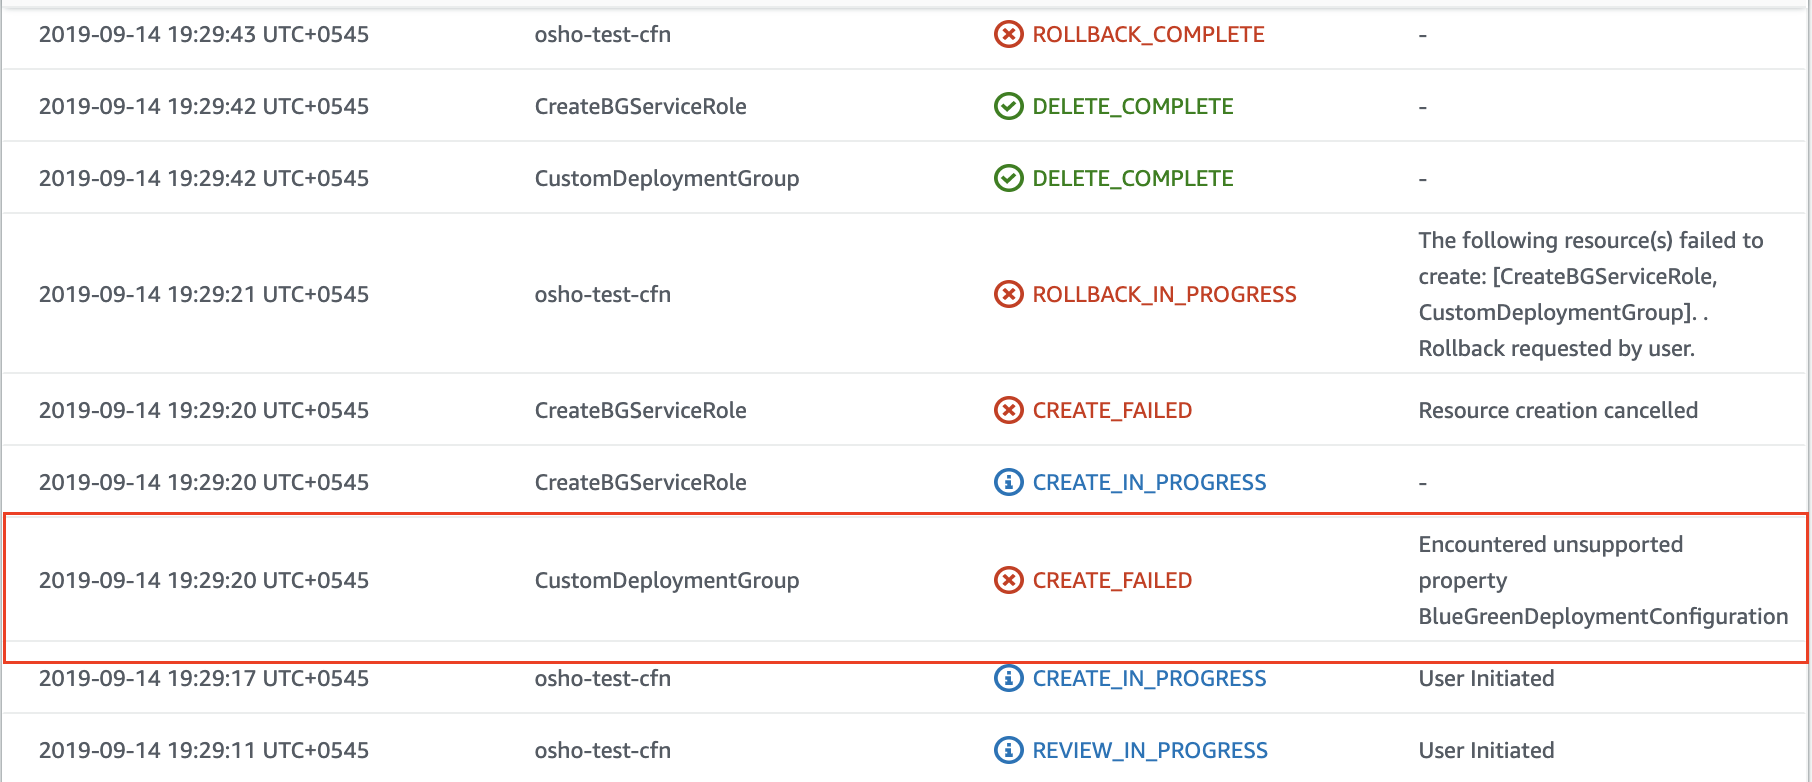 2019-09-14 19:29:43 UTC+0545 osho-test-cfn ROLLBACK_COMPLETE -
2019-09-14 19:29:42 UTC+0545 CreateBGServiceRole DELETE_COMPLETE -
2019-09-14 19:29:42 UTC+0545 CustomDeploymentGroup DELETE_COMPLETE -
2019-09-14 19:29:21 UTC+0545 osho-test-cfn ROLLBACK_IN_PROGRESS The following resource(s) failed to
create: [CreateBGServiceRole,
CustomDeploymentGroup]. .
Rollback requested by user.
2019-09-14 19:29:20 UTC+0545 CreateBGServiceRole CREATE_FAILED Resource creation cancelled
2019-09-14 19:29:20 UTC+0545 CreateBGServiceRole CREATE_IN_PROGRESS -
2019-09-14 19:29:20 UTC+0545 CustomDeploymentGroup CREATE_FAILED Encountered unsupported
property
BlueGreenDeploymentConfiguration
2019-09-14 19:29:17 UTC+0545 osho-test-cfn CREATE_IN_PROGRESS User Initiated
2019-09-14 19:29:11 UTC+0545 osho-test-cfn REVIEW_IN_PROGRESS User Initiated